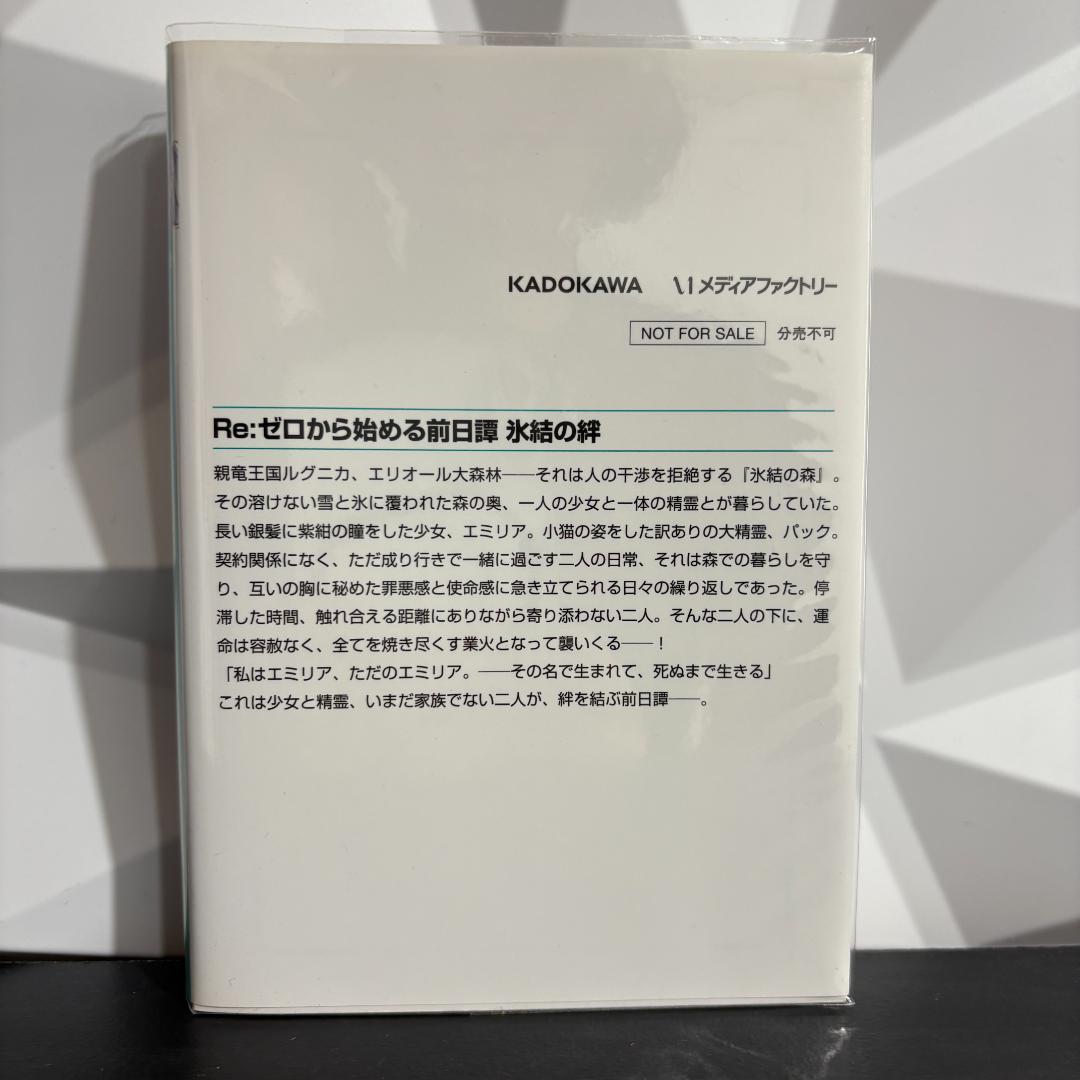 KADOKAWA メディアファクトリー
NOT FOR SALE 分売不可
Re:ゼロから始める前日譚 氷結の絆
親竜王国ルグニカ、エリオール大森林――それは人の干渉を拒絶する『氷結の森』。
その溶けない雪と氷に覆われた森の奥、一人の少女と一体の精霊とが暮らしていた。
長い銀髪に紫紺の瞳をした少女、エミリア。小猫の姿をした訳ありの大精霊、パック。
契約関係になく、ただ成り行きで一緒に過ごす二人の日常、それは森での暮らしを守
り、互いの胸に秘めた罪悪感と使命感に急き立てられる日々の繰り返しであった。停
滞した時間、触れ合える距離にありながら寄り添わない二人。そんな二人の下に、運
命は容赦なく、全てを焼き尽くす業火となって襲いくる――！
「私はエミリア、ただのエミリア。――その名で生まれて、死ぬまで生きる」
これは少女と精霊、いまだ家族でない二人が、絆を結ぶ前日譚――。